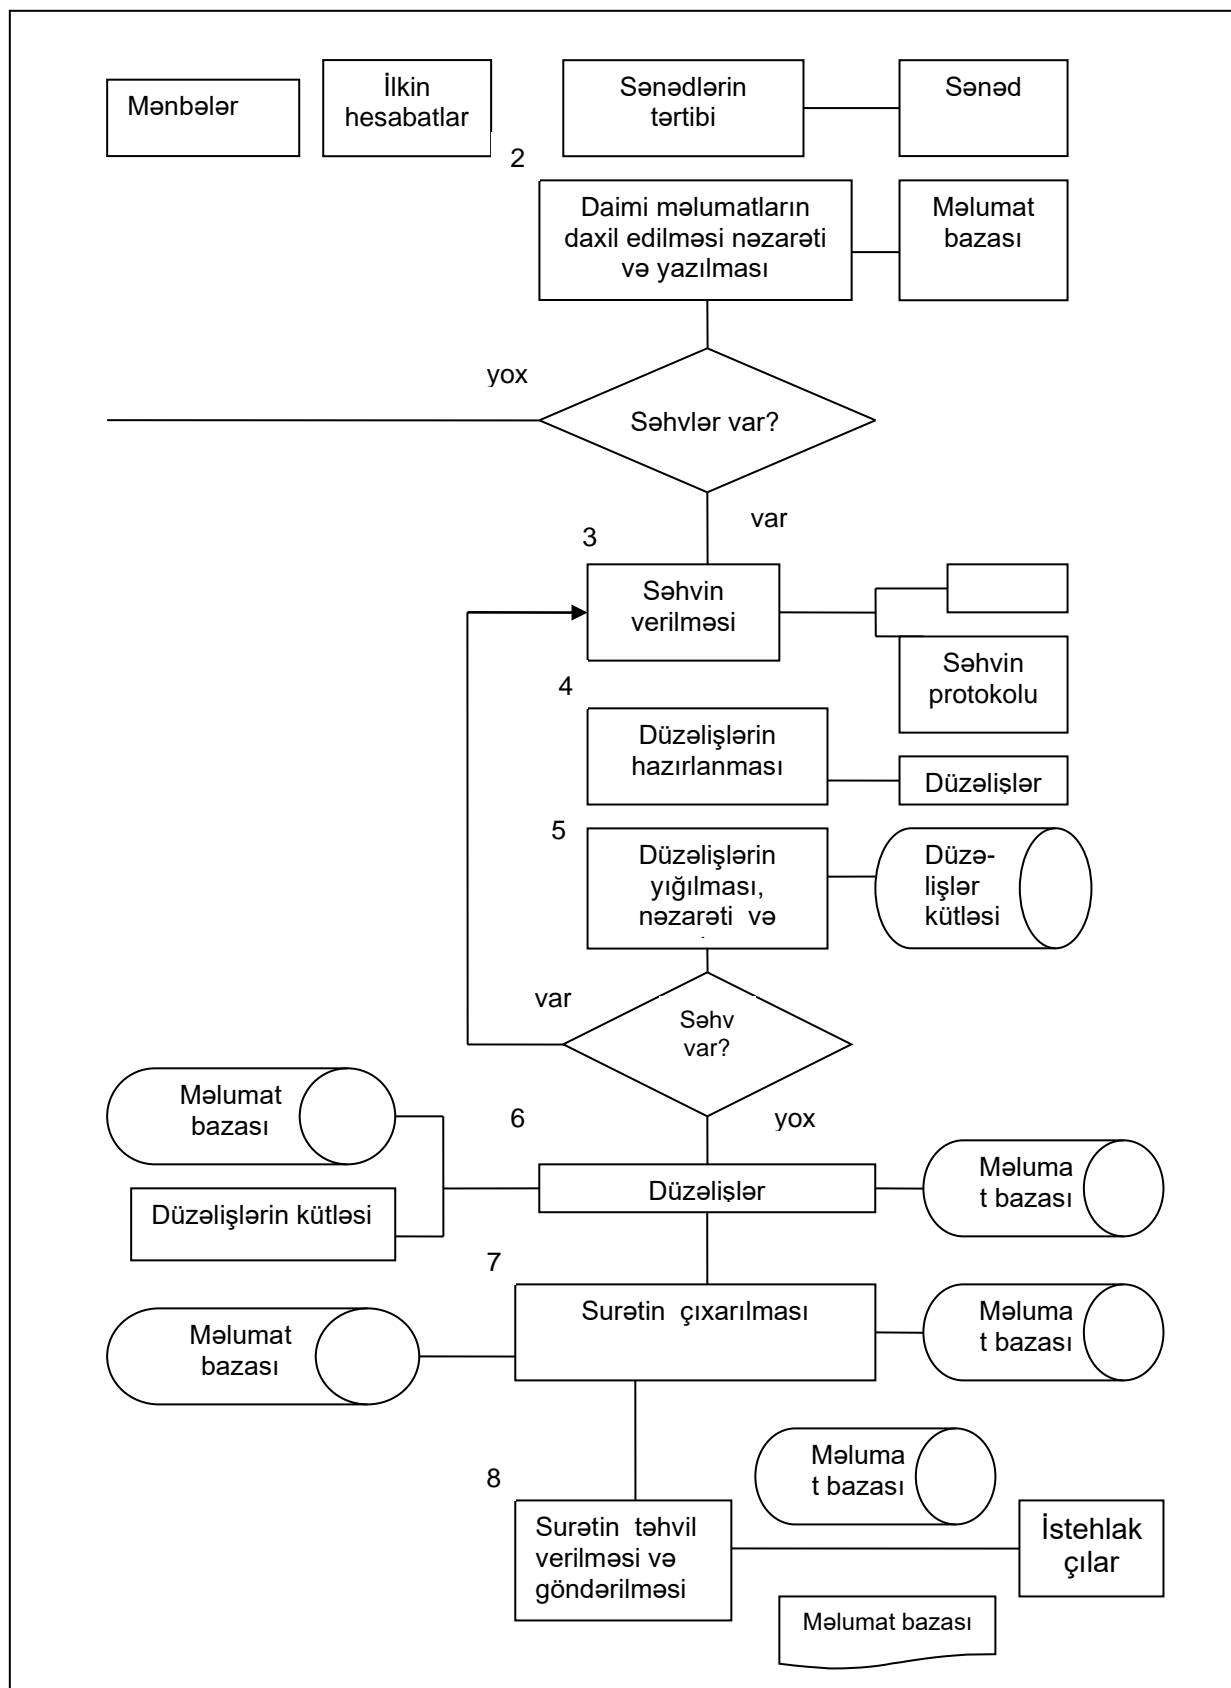 Mənbələr
İlkin
hesabatlar
Sənədlərin
tərtibi
Sənəd
2
Daimi məlumatların
daxil edilməsi nəzarəti
və yazılması
Məlumat
bazası
yox
Səhvlər var?
var
3
Səhvin
verilməsi
Səhvin
protokolu
4
Düzəlişlərin
hazırlanması
Düzəlişlər
5
Düzəlişlərin
yığılması,
nəzarəti və
Düzə-
lişlər
kütləsi
var
Səhv
var?
Məlumat
bazası
6
yox
Düzəlişlər
Məluma
t bazası
Düzəlişlərin kütləsi
7
Surətin çıxarılması
Məlumat
bazası
Məluma
t bazası
Məluma
t bazası
8
Surətin təhvil
verilməsi və
göndərilməsi
İstehlak
çılar
Məlumat bazası